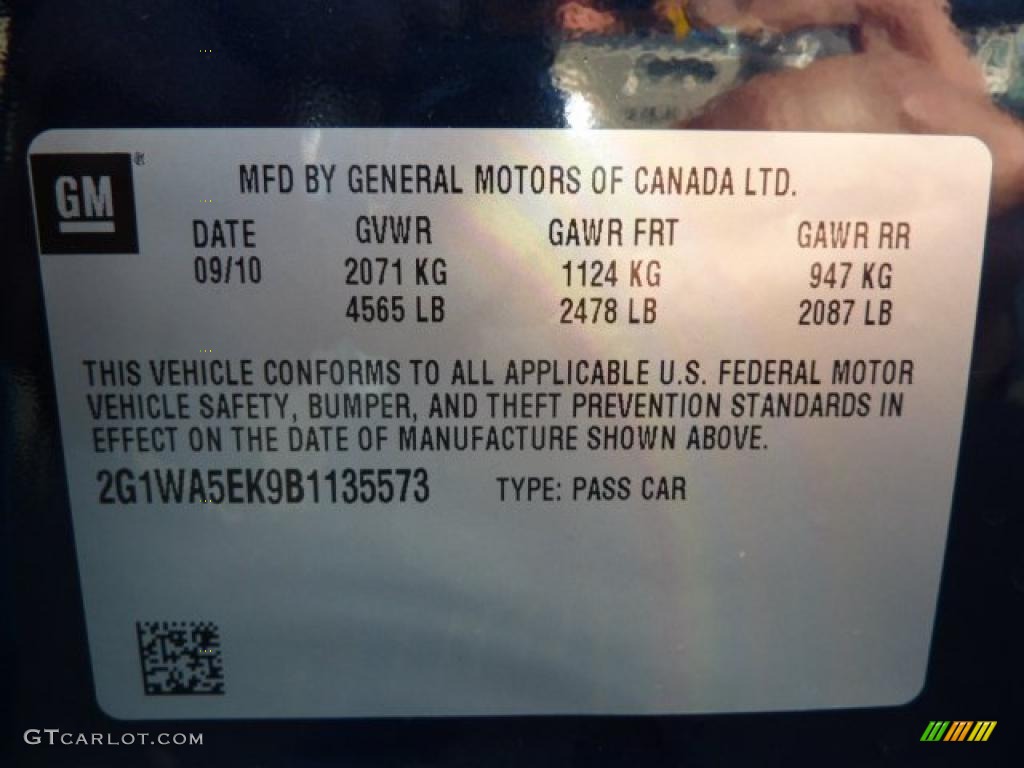 GM ®
MFD BY GENERAL MOTORS OF CANADA LTD.
DATE GVWR GAWR FRT GAWR RR
09/10 2071 KG 1124 KG 947 KG
4565 LB 2478 LB 2087 LB
THIS VEHICLE CONFORMS TO ALL APPLICABLE U.S. FEDERAL MOTOR
VEHICLE SAFETY, BUMPER, AND THEFT PREVENTION STANDARDS IN
EFFECT ON THE DATE OF MANUFACTURE SHOWN ABOVE.
2G1WA5EK9B1135573 TYPE: PASS CAR
GTCARLOT.COM